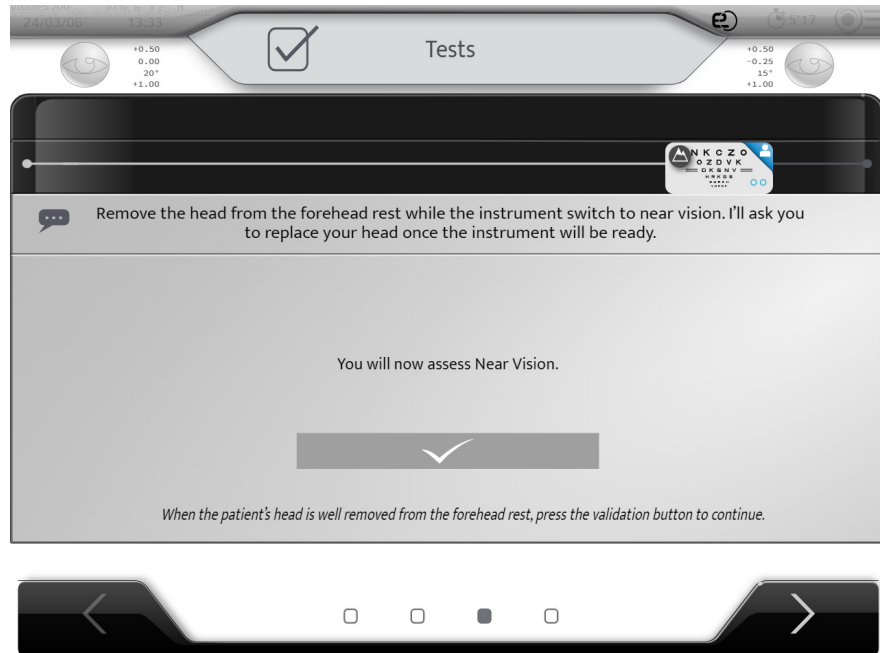 24/03/06 13:33
5'17
Tests
+0.50
0.00
20°
+1.00
+0.50
-0.25
15°
+1.00
N K C Z O
O Z D V K
D K S N V
H R K D S
Remove the head from the forehead rest while the instrument switch to near vision. I'll ask you
to replace your head once the instrument will be ready.
You will now assess Near Vision.
When the patient's head is well removed from the forehead rest, press the validation button to continue.